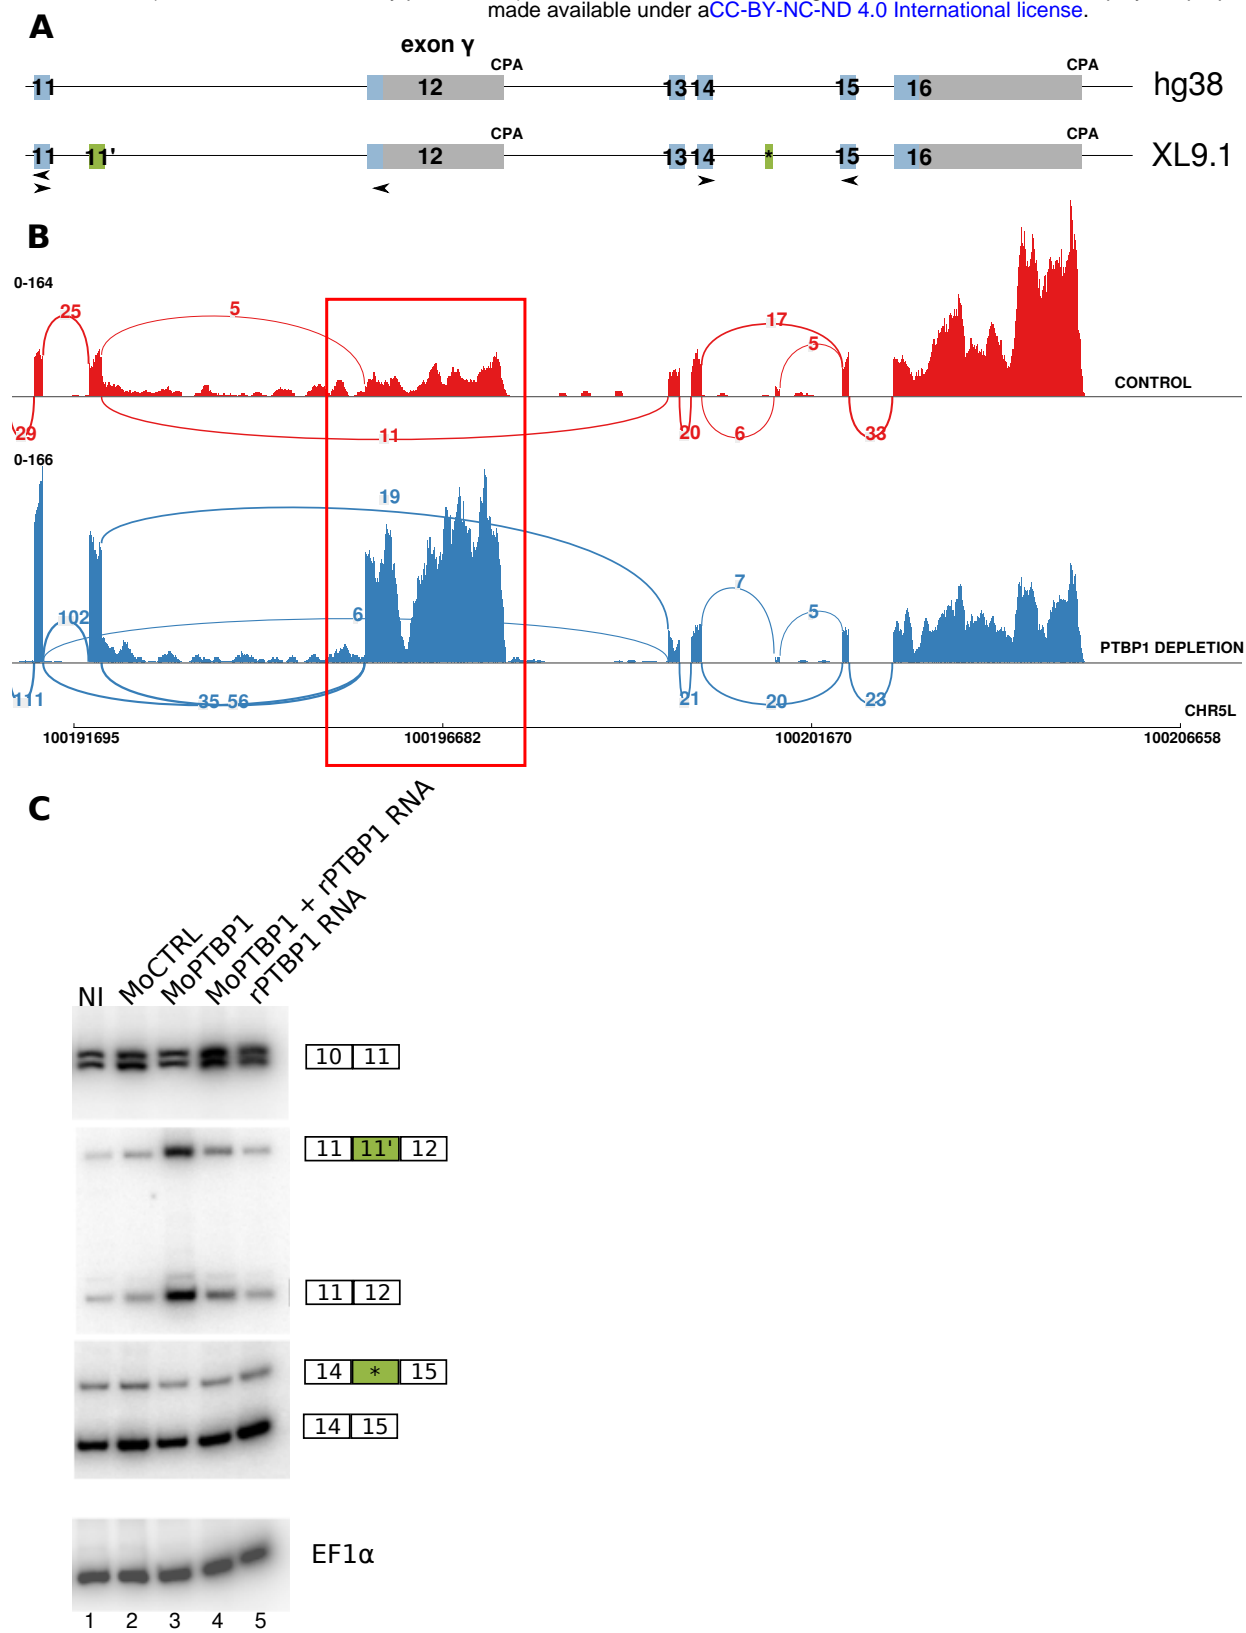 made available under aCC-BY-NC-ND 4.0 International license.
A
exon γ
CPA
CPA
11
12
13
14
15
16
hg38
CPA
CPA
11
11'
12
13
14
*
15
16
XL9.1
B
0-164
25
5
17
5
CONTROL
29
11
20
6
33
0-166
19
7
102
6
5
PTBP1 DEPLETION
111
35
56
21
20
23
CHR5L
100191695
100196682
100201670
100206658
C
NI
MoCTRL
MoPTBP1
MoPTBP1 + rPTBP1 RNA
rPTBP1 RNA
10 11
11 11' 12
11 12
14 * 15
14 15
EF1α
1 2 3 4 5